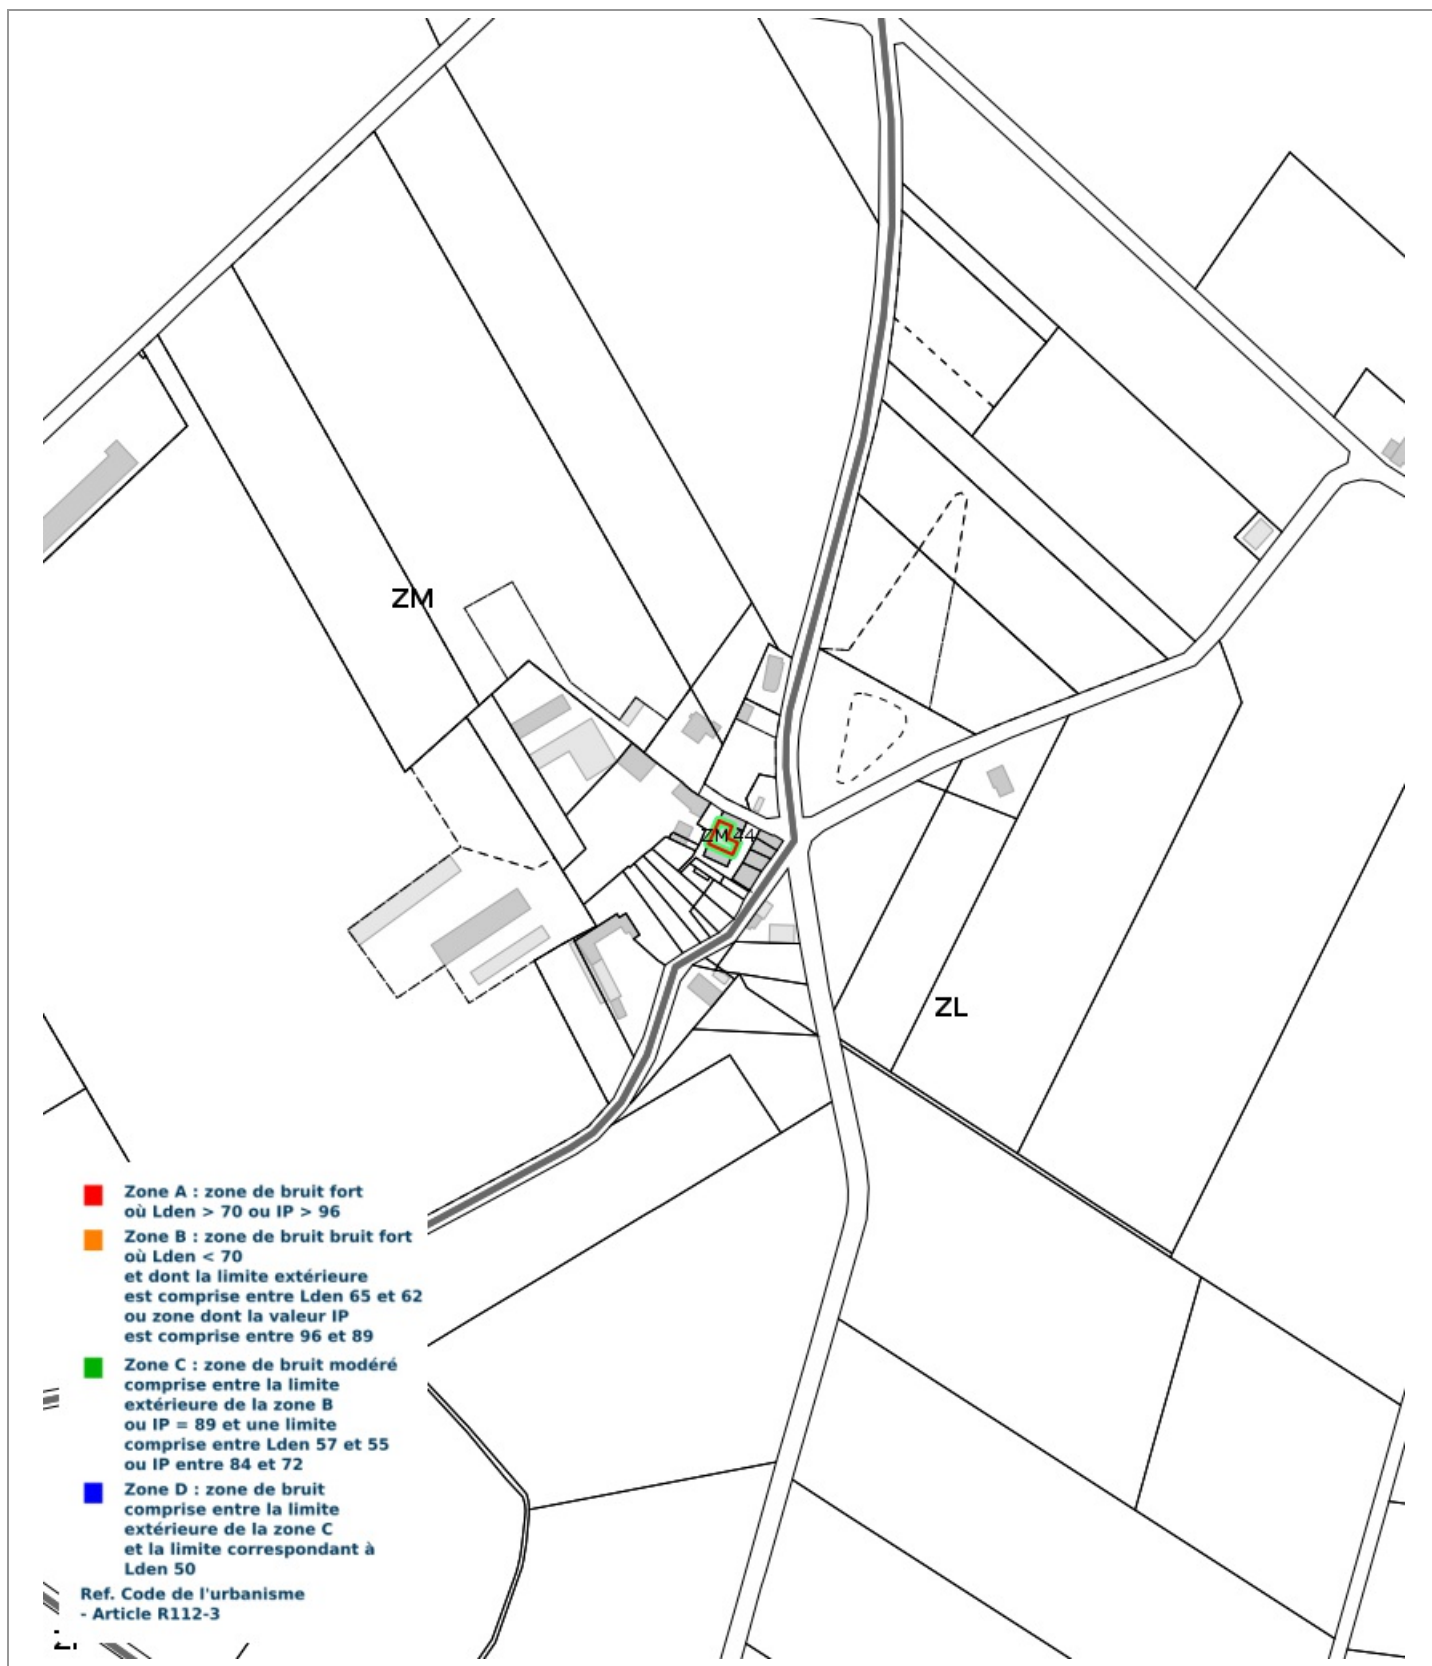 ZM
ZM 44
ZL
Zone A : zone de bruit fort
où Lden > 70 ou IP > 96
Zone B : zone de bruit bruit fort
où Lden < 70
et dont la limite extérieure
est comprise entre Lden 65 et 62
ou zone dont la valeur IP
est comprise entre 96 et 89
Zone C : zone de bruit modéré
comprise entre la limite
extérieure de la zone B
ou IP = 89 et une limite
comprise entre Lden 57 et 55
ou IP entre 84 et 72
Zone D : zone de bruit
comprise entre la limite
extérieure de la zone C
et la limite correspondant à
Lden 50
Ref. Code de l'urbanisme
- Article R112-3